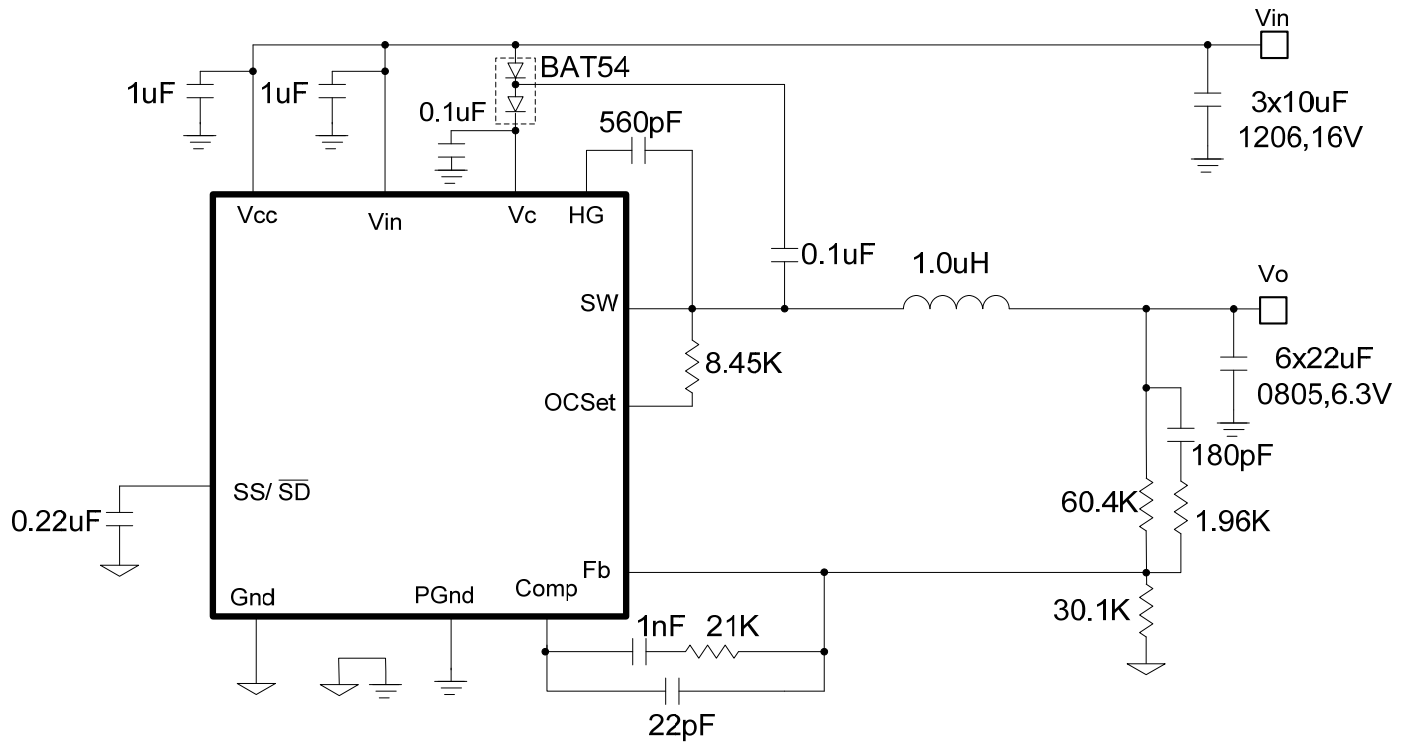 Vin
BAT54
1uF
1uF
0.1uF
560pF
3x10uF
1206,16V
Vcc
Vin
Vc
HG
0.1uF
1.0uH
Vo
SW
8.45K
6x22uF
0805,6.3V
OCSet
180pF
SS/ SD
0.22uF
60.4K
1.96K
Fb
Comp
Gnd
PGnd
30.1K
1nF
21K
22pF